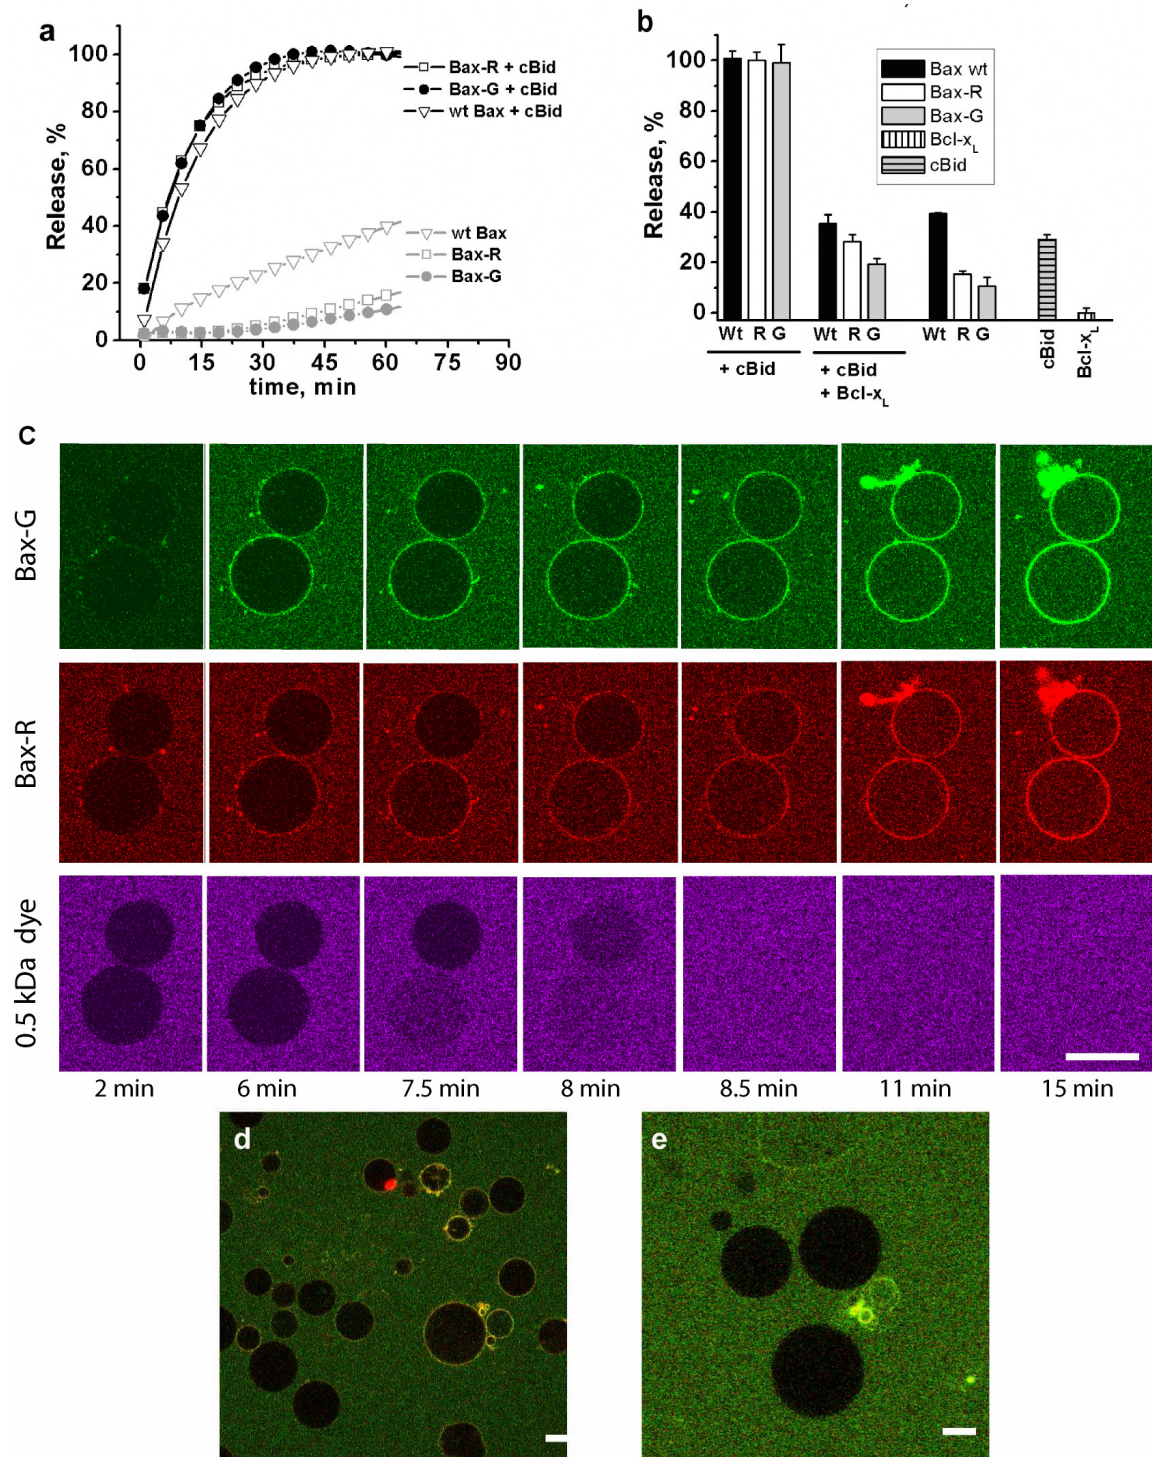 a
Release, %
100
80
60
40
20
0
0 15 30 45 60 75 90
time, min
Bax-R + cBid
Bax-G + cBid
wt Bax + cBid
wt Bax
Bax-R
Bax-G
b
Release, %
100
80
60
40
20
0
Bax wt
Bax-R
Bax-G
Bcl-xL
cBid
Wt R G
+ cBid
Wt R G
+ cBid
+ Bcl-xL
Wt R G
cBid
Bcl-xL
c
Bax-G
Bax-R
0.5 kDa dye
2 min 6 min 7.5 min 8 min 8.5 min 11 min 15 min
d
e